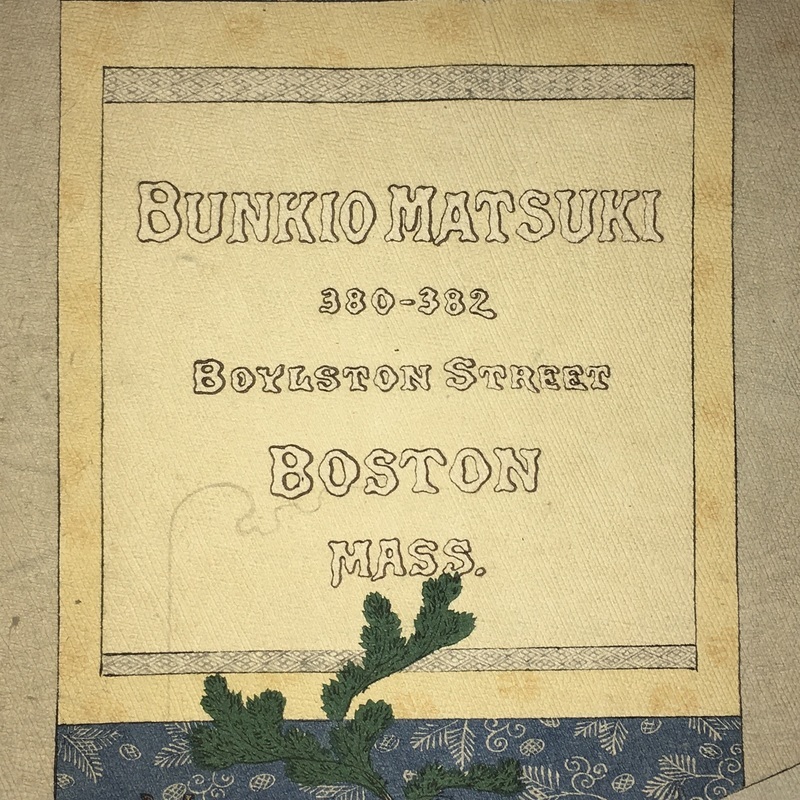 BUNKIO MATSUKI
380-382
BOYLSTON STREET
BOSTON
MASS.